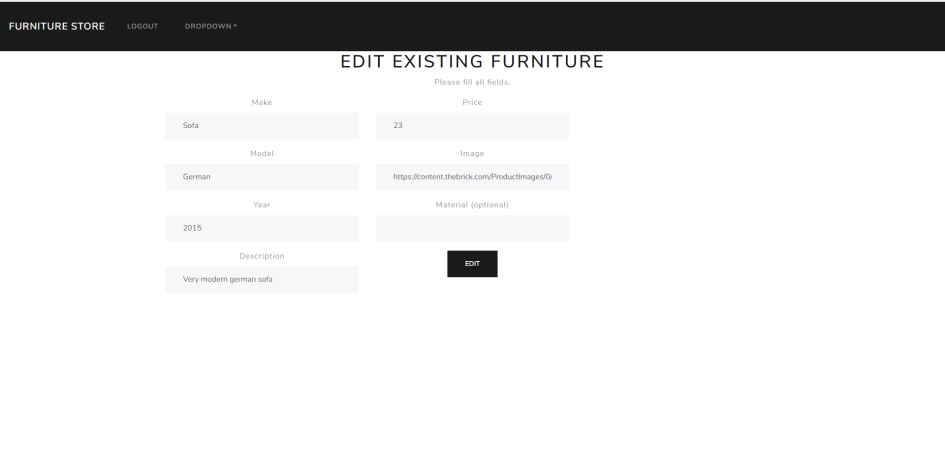 FURNITURE STORE LOGOUT DROPDOWN
EDIT EXISTING FURNITURE
Please fill all fields.
Make Price
Sofa 23
Model Image
German https://content.thebrick.com/ProductImages/0/
Year Material (optional)
2015
Description
EDIT
Very modern german sofa